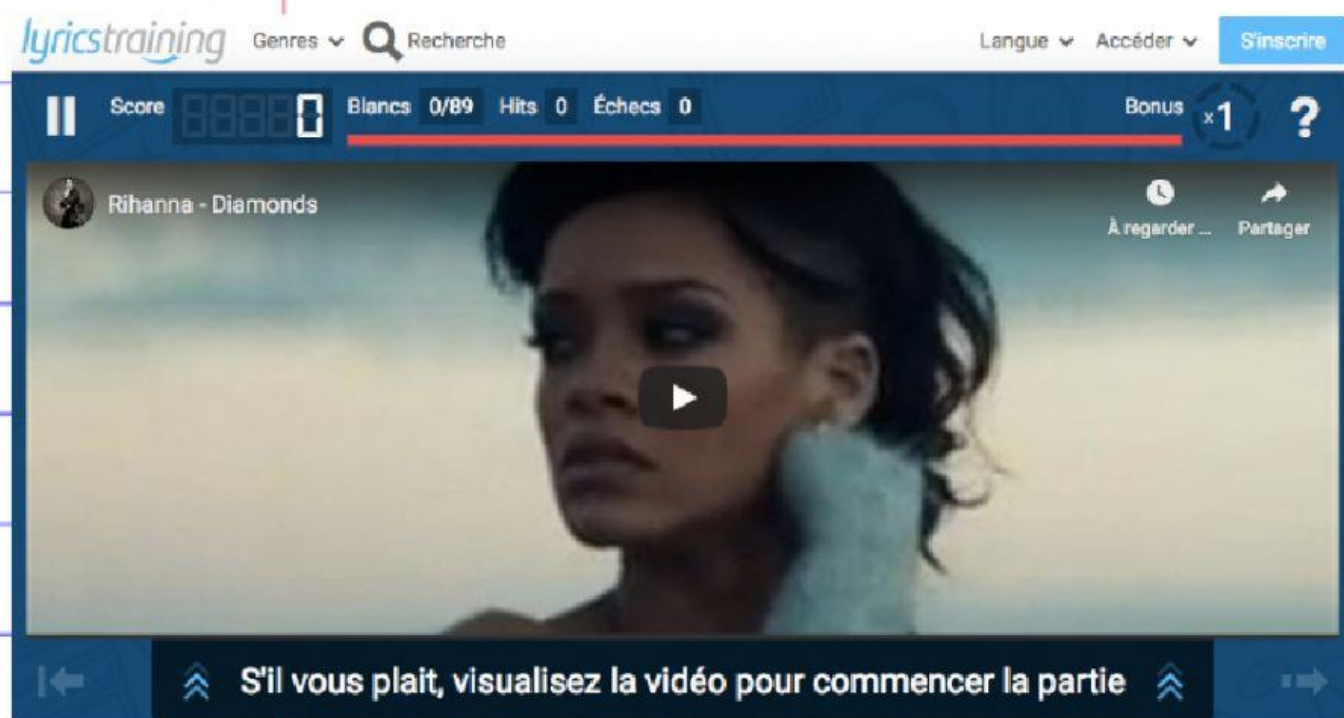 lyricstraining Genres Recherche Langue Accéder S'inscrire
Score 0 Blancs 0/89 Hits 0 Échecs 0 Bonus x1 ?
Rihanna - Diamonds
À regarder ... Partager
S'il vous plait, visualisez la vidéo pour commencer la partie